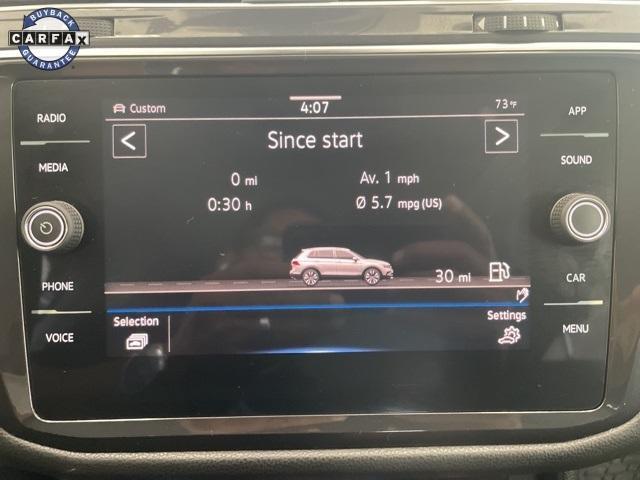 BUYBACK
CARFAX
GUARANTEE
RADIO
MEDIA
PHONE
VOICE
Custom
4:07
73 °F
<
Since start
>
0 mi
Av. 1 mph
0:30 h
Ø 5.7 mpg (US)
30 mi
Selection
Settings
APP
SOUND
CAR
MENU